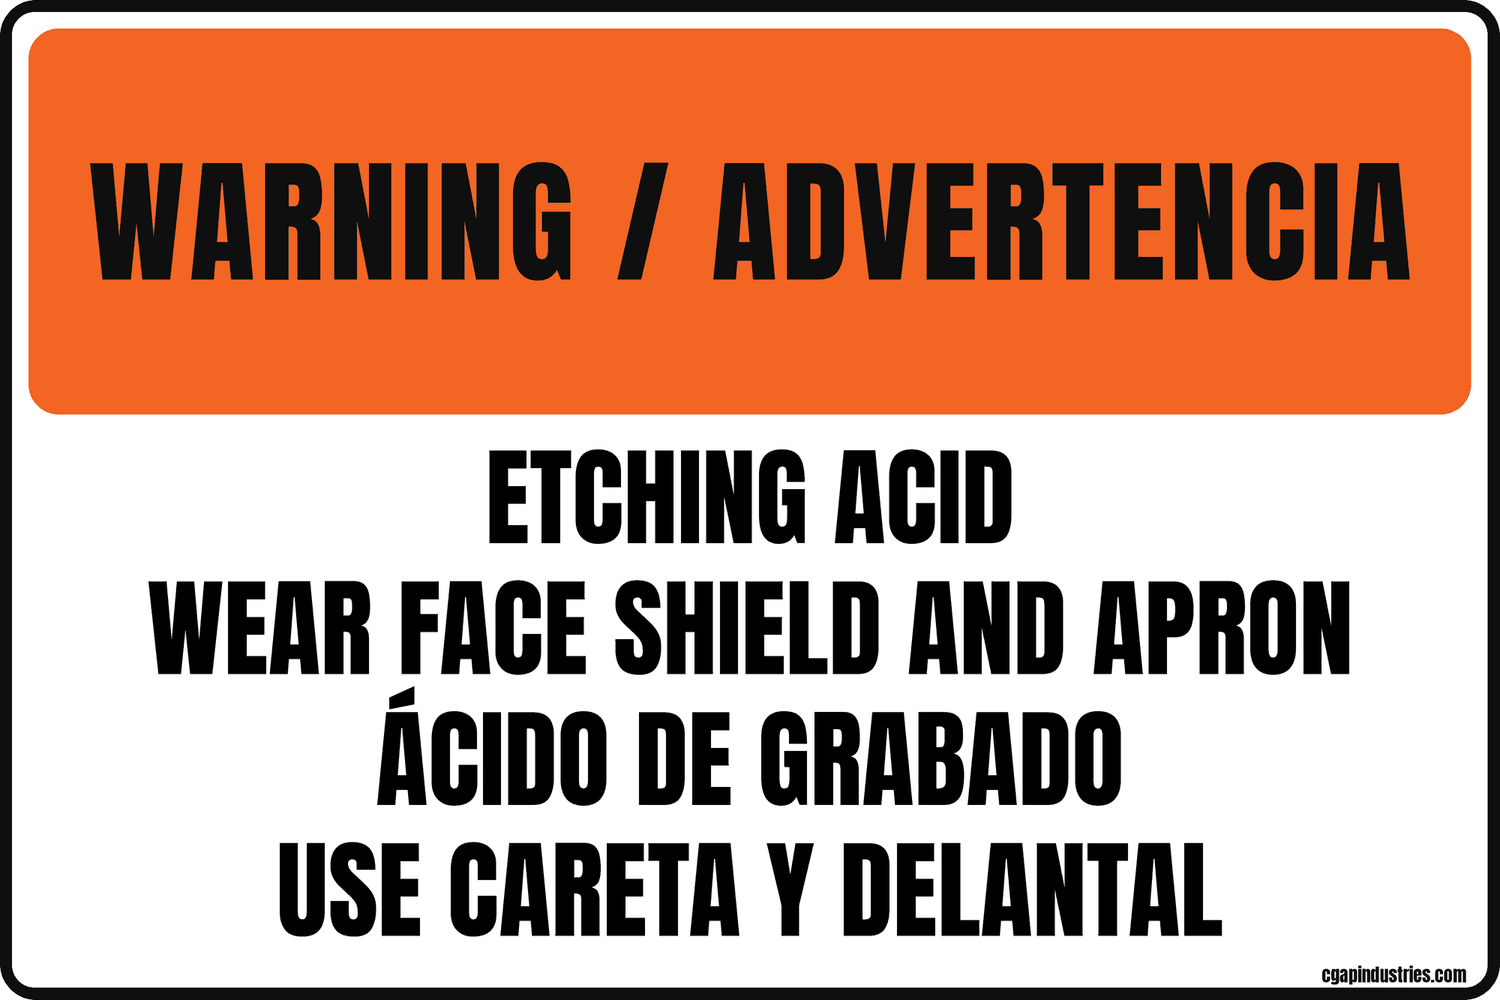 WARNING / ADVERTENCIA
ETCHING ACID
WEAR FACE SHIELD AND APRON
ÁCIDO DE GRABADO
USE CARETA Y DELANTAL
cgapindustries.com